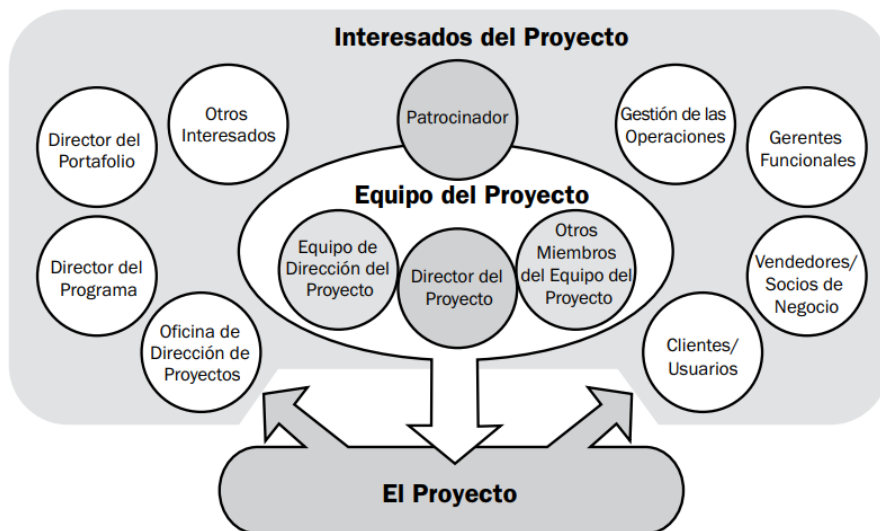 Interesados del Proyecto
Director del
Portafolio
Otros
Interesados
Patrocinador
Gestión de las
Operaciones
Gerentes
Funcionales
Equipo del Proyecto
Director del
Programa
Equipo de
Dirección del
Proyecto
Director del
Proyecto
Otros
Miembros
del Equipo del
Proyecto
Vendedores/
Socios de
Negocio
Oficina de
Dirección de
Proyectos
Clientes/
Usuarios
El Proyecto